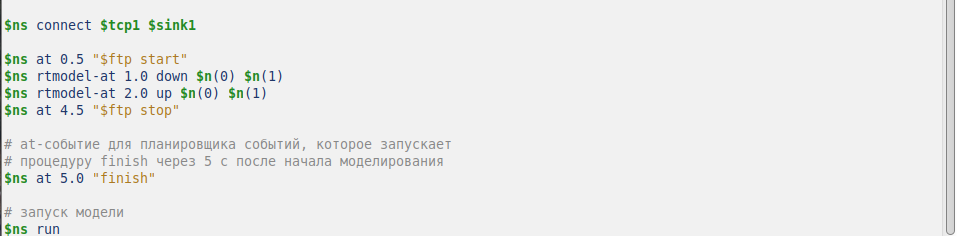 $ns connect $tcp1 $sink1
$ns at 0.5 "$ftp start"
$ns rtmodel-at 1.0 down $n(0) $n(1)
$ns rtmodel-at 2.0 up $n(0) $n(1)
$ns at 4.5 "$ftp stop"
# at-событие для планировщика событий, которое запускает
# процедуру finish через 5 с после начала моделирования
$ns at 5.0 "finish"
# запуск модели
$ns run